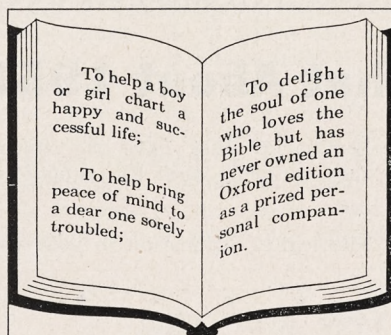 To help a boy
or girl chart a
happy and suc-
cessful life;
To help bring
peace of mind to
a dear one sorely
troubled;
To delight
the soul of one
who loves the
Bible but has
never owned an
Oxford edition
as a prized per-
sonal compan-
ion.